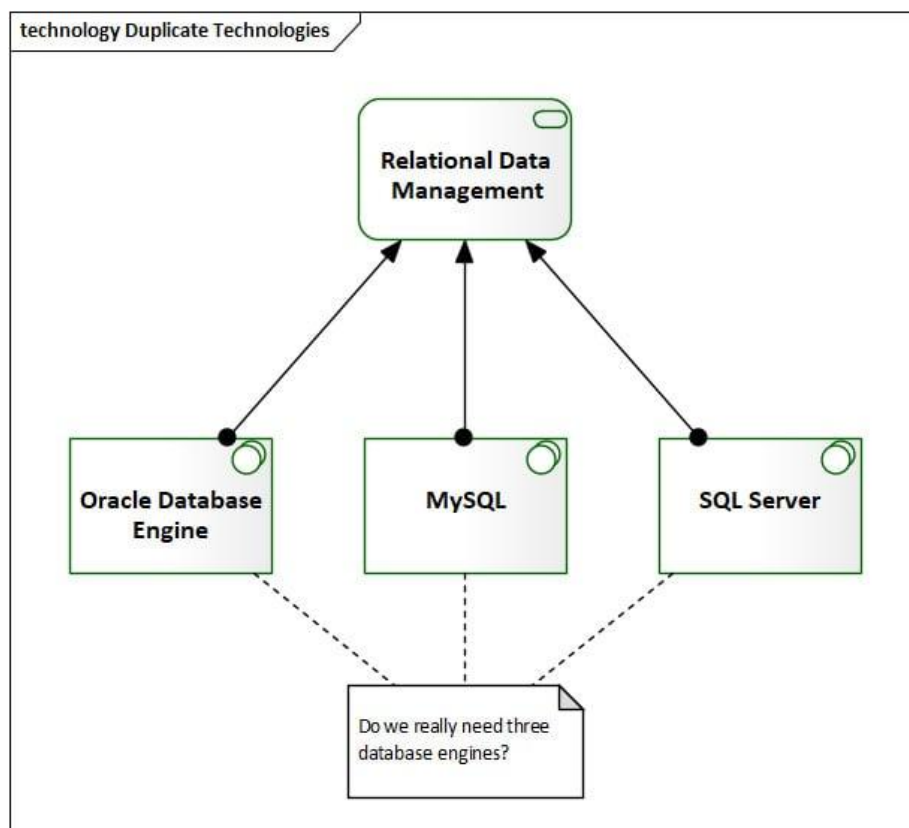 technology Duplicate Technologies
Relational Data
Management
Oracle Database
Engine
MySQL
SQL Server
Do we really need three
database engines?